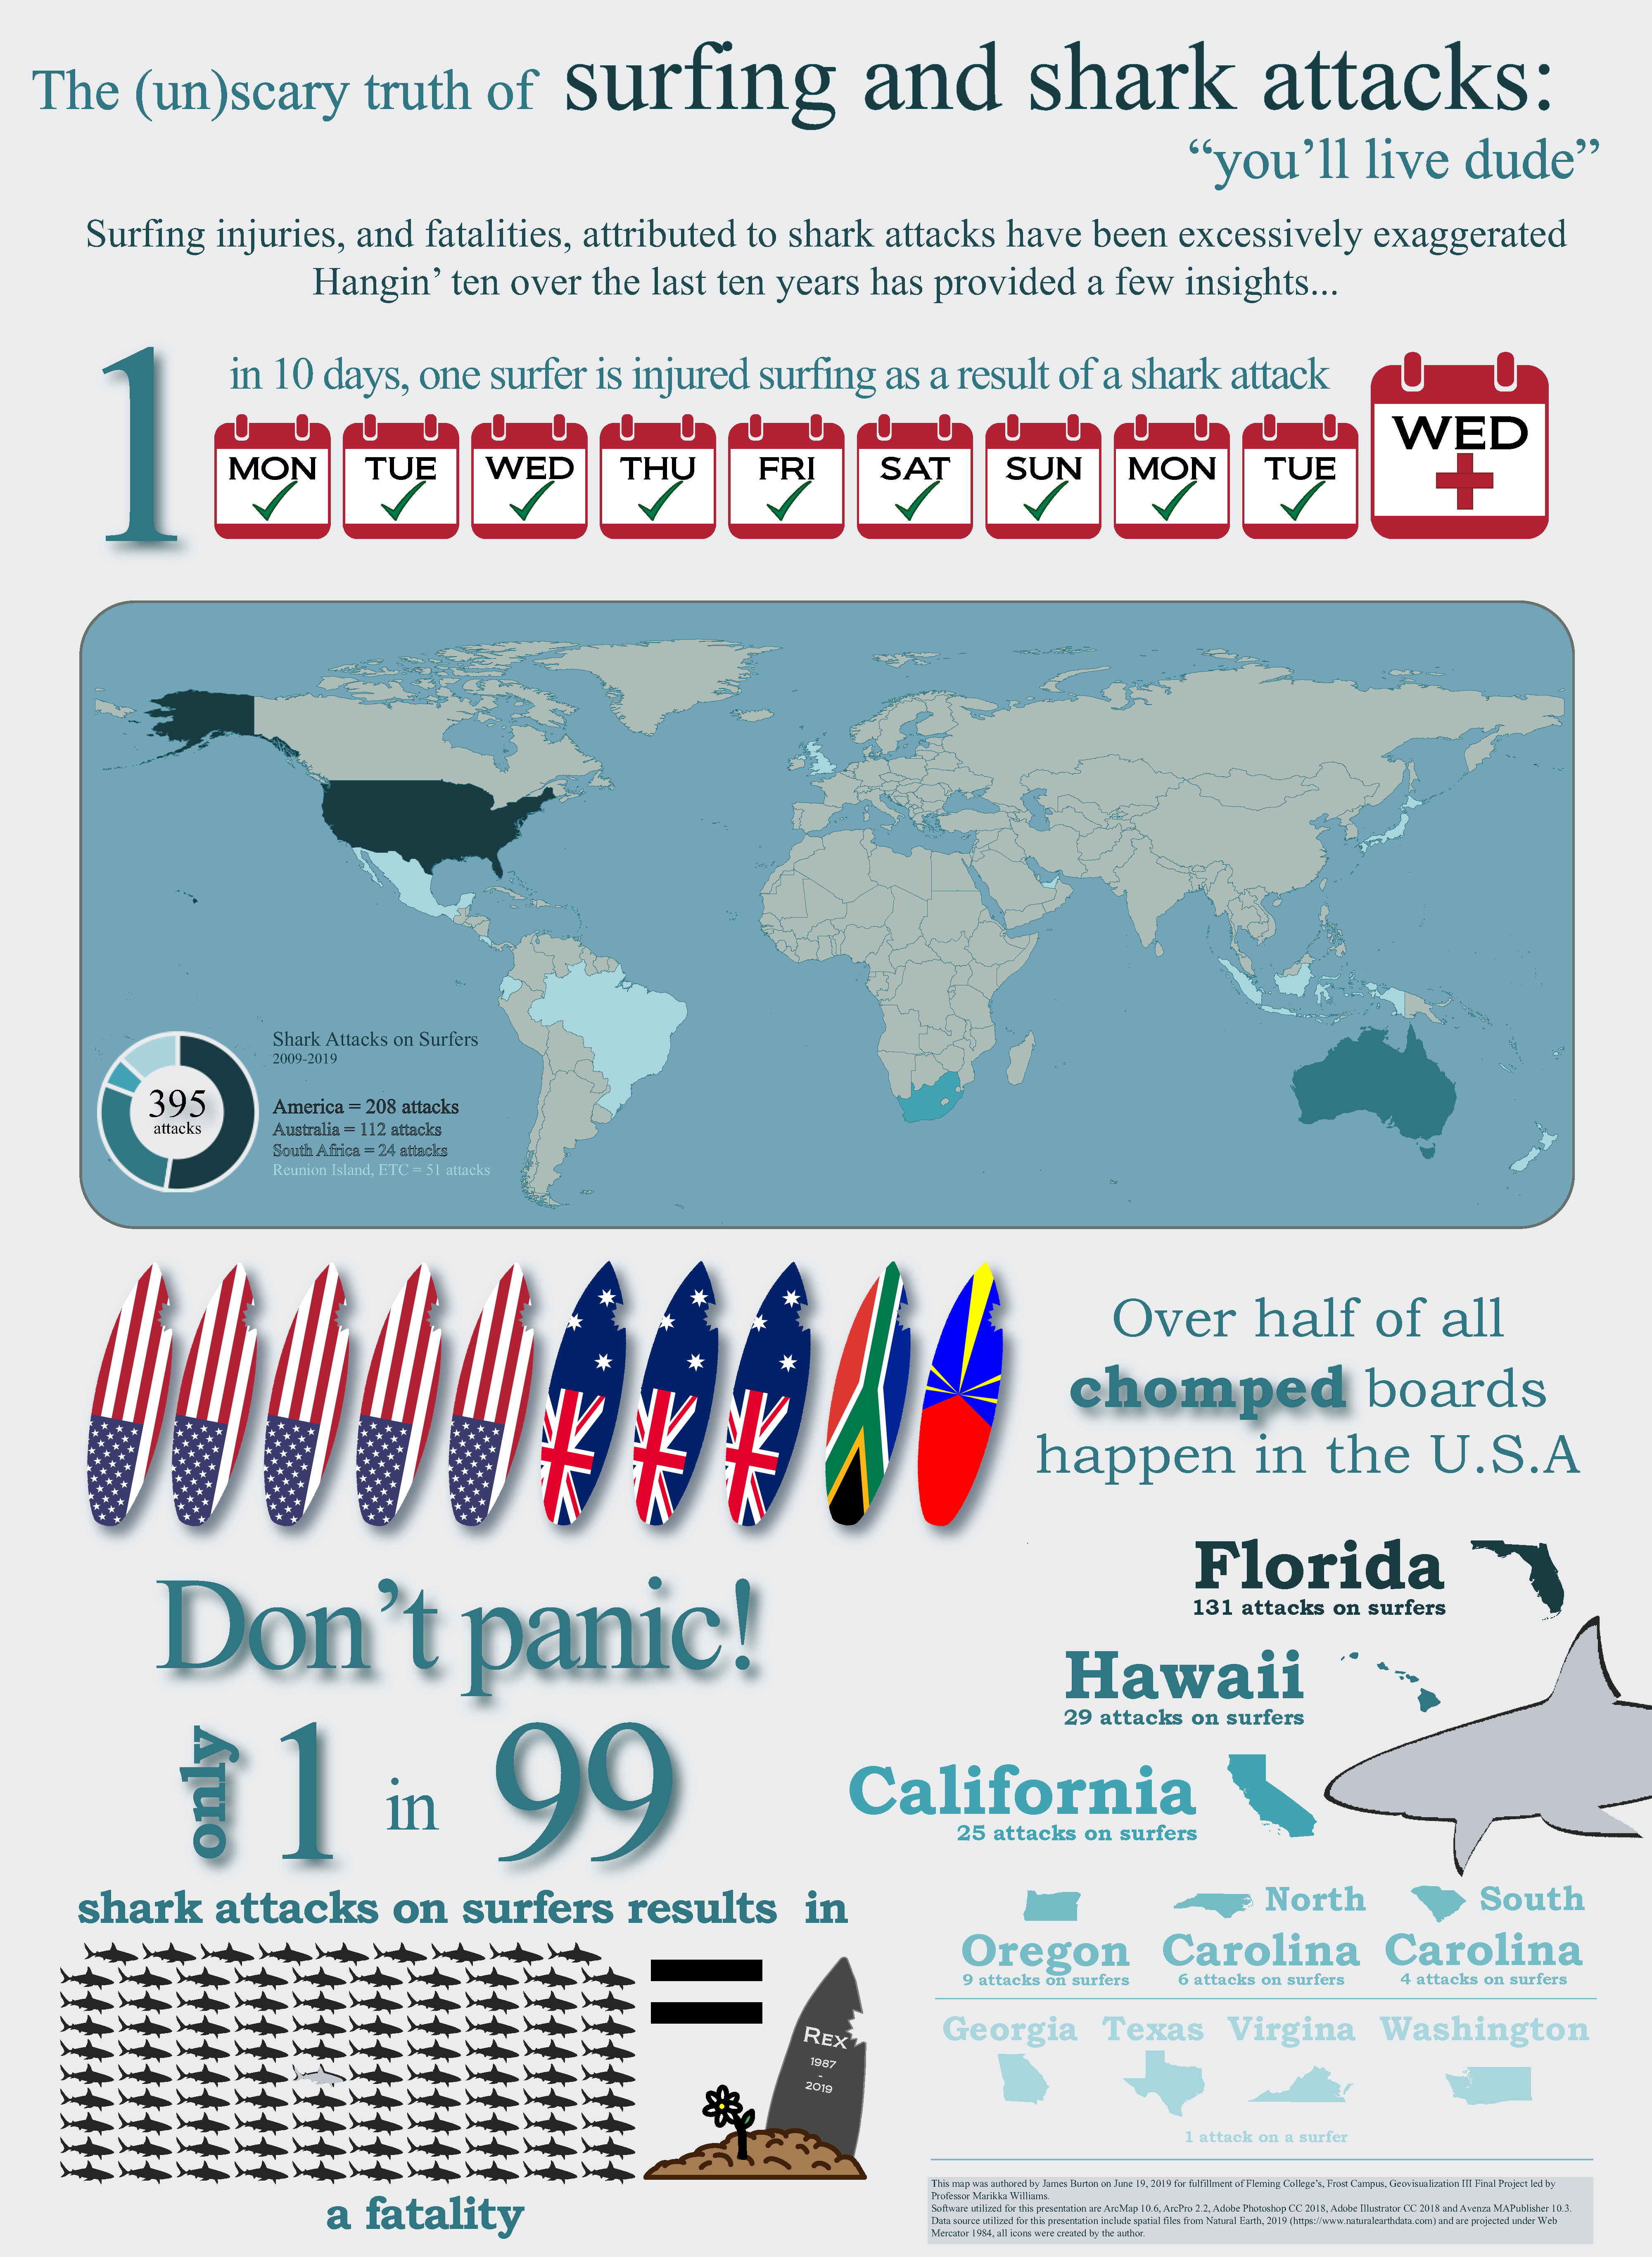 The (un)scary truth of surfing and shark attacks:
“you’ll live dude”
Surfing injuries, and fatalities, attributed to shark attacks have been excessively exaggerated
Hangin’ ten over the last ten years has provided a few insights...
1 in 10 days, one surfer is injured surfing as a result of a shark attack
MON TUE WED THU FRI SAT SUN MON TUE WED
395
attacks
Shark Attacks on Surfers
2009-2019
America = 208 attacks
Australia = 112 attacks
South Africa = 24 attacks
Reunion Island, ETC = 51 attacks
Over half of all
chomped boards
happen in the U.S.A
Don’t panic!
only 1 in 99
shark attacks on surfers results in
REX
1987
-
2019
a fatality
Florida
131 attacks on surfers
Hawaii
29 attacks on surfers
California
25 attacks on surfers
Oregon
9 attacks on surfers
North
Carolina
6 attacks on surfers
South
Carolina
4 attacks on surfers
Georgia Texas Virgina Washington
1 attack on a surfer
This map was authored by James Burton on June 19, 2019 for fulfillment of Fleming College’s, Frost Campus, Geovisualization III Final Project led by
Professor Marikka Williams.
Software utilized for this presentation are ArcMap 10.6, ArcPro 2.2, Adobe Photoshop CC 2018, Adobe Illustrator CC 2018 and Avenza MAPublisher 10.3.
Data source utilized for this presentation include spatial files from Natural Earth, 2019 (https://www.naturalearthdata.com) and are projected under Web
Mercator 1984, all icons were created by the author.